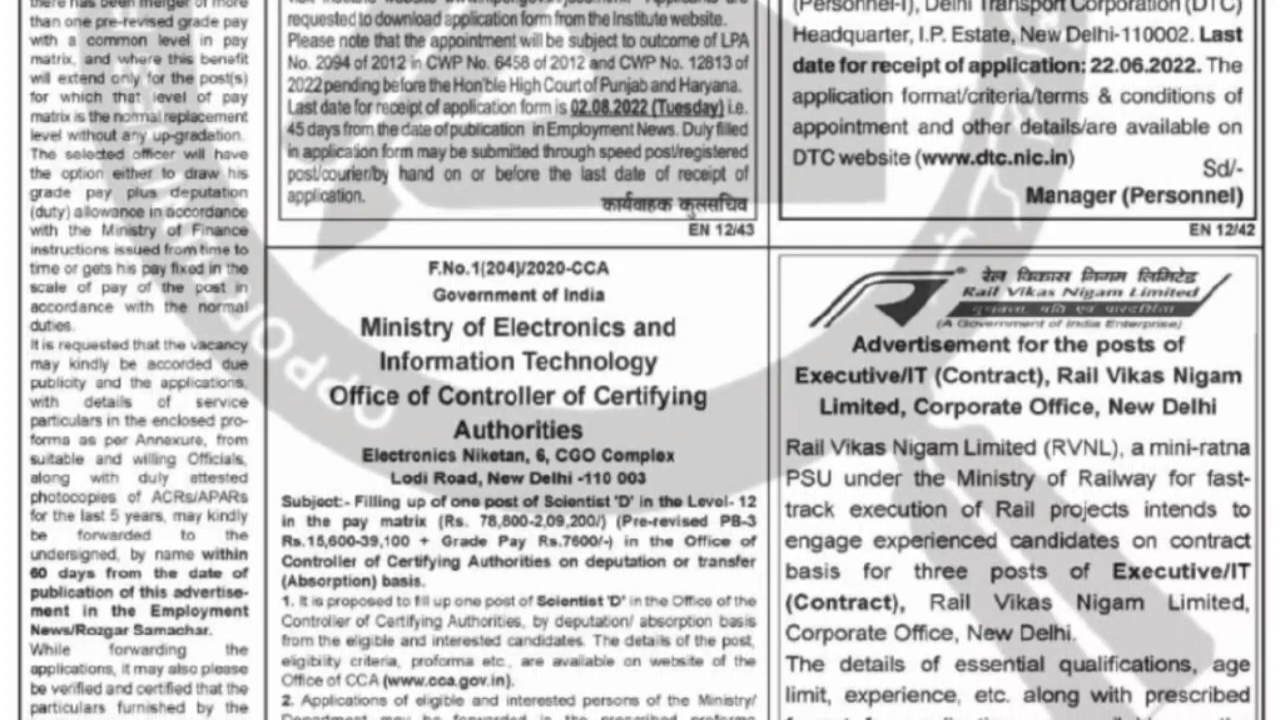 there has been merger of more
than one pre-revised grade pay
with a common level in pay
matrix, and where this benefit
will extend only for the post(s)
for which that level of pay
matrix is the normal replacement
level without any up-gradation.
The selected officer will have
the option either to draw his
grade pay plus deputation
(duty) allowance in accordance
with the Ministry of Finance
instructions issued from time to
time or gets his pay fixed in the
scale of pay of the post in
accordance with the normal
duties.
It is requested that the vacancy
may kindly be accorded due
publicity and the applications,
with details of service
particulars in the enclosed pro-
forma as per Annexure, from
suitable and willing Officials,
along with duly attested
photocopies of ACRs/APARs
for the last 5 years, may kindly
be forwarded to the
undersigned, by name within
60 days from the date of
publication of this advertise-
ment in the Employment
News/Rozgar Samachar.
While forwarding the
applications, it may also please
be verified and certified that the
particulars furnished by the
requested to download application form from the Institute website.
Please note that the appointment will be subject to outcome of LPA
No. 2094 of 2012 in CWP No. 6458 of 2012 and CWP No. 12813 of
2022 pending before the Hon'ble High Court of Punjab and Haryana.
Last date for receipt of application form is 02.08.2022 (Tuesday) i.e.
45 days from the date of publication in Employment News. Duly filled
in application form may be submitted through speed post/registered
post/courier/by hand on or before the last date of receipt of
application.
कार्यवाहक कुलसचिव
EN 12/43
F.No.1(204)/2020-CCA
Government of India
Ministry of Electronics and
Information Technology
Office of Controller of Certifying
Authorities
Electronics Niketan, 6, CGO Complex
Lodi Road, New Delhi -110 003
Subject:- Filling up of one post of Scientist 'D' in the Level- 12
in the pay matrix (Rs. 78,800-2,09,200/) (Pre-revised PB-3
Rs.15,600-39,100 + Grade Pay Rs.7600/-) in the Office of
Controller of Certifying Authorities on deputation or transfer
(Absorption) basis.
1. It is proposed to fill up one post of Scientist 'D' in the Office of the
Controller of Certifying Authorities, by deputation/ absorption basis
from the eligible and interested candidates. The details of the post,
eligibility criteria, proforma etc., are available on website of the
Office of CCA (www.cca.gov.in).
2. Applications of eligible and interested persons of the Ministry/
Department may be forwarded in the prescribed proforma
(Personnel-I), Delhi Transport Corporation (DTC)
Headquarter, I.P. Estate, New Delhi-110002. Last
date for receipt of application: 22.06.2022. The
application format/criteria/terms & conditions of
appointment and other details/are available on
DTC website (www.dtc.nic.in)
Sd/-
Manager (Personnel)
EN 12/42
रेल विकास निगम लिमिटेड
Rail Vikas Nigam Limited
गुणवत्ता, गति एवं पारदर्शिता
(A Government of India Enterprise)
Advertisement for the posts of
Executive/IT (Contract), Rail Vikas Nigam
Limited, Corporate Office, New Delhi
Rail Vikas Nigam Limited (RVNL), a mini-ratna
PSU under the Ministry of Railway for fast-
track execution of Rail projects intends to
engage experienced candidates on contract
basis for three posts of Executive/IT
(Contract), Rail Vikas Nigam Limited,
Corporate Office, New Delhi.
The details of essential qualifications, age
limit, experience, etc. along with prescribed
OPPOR